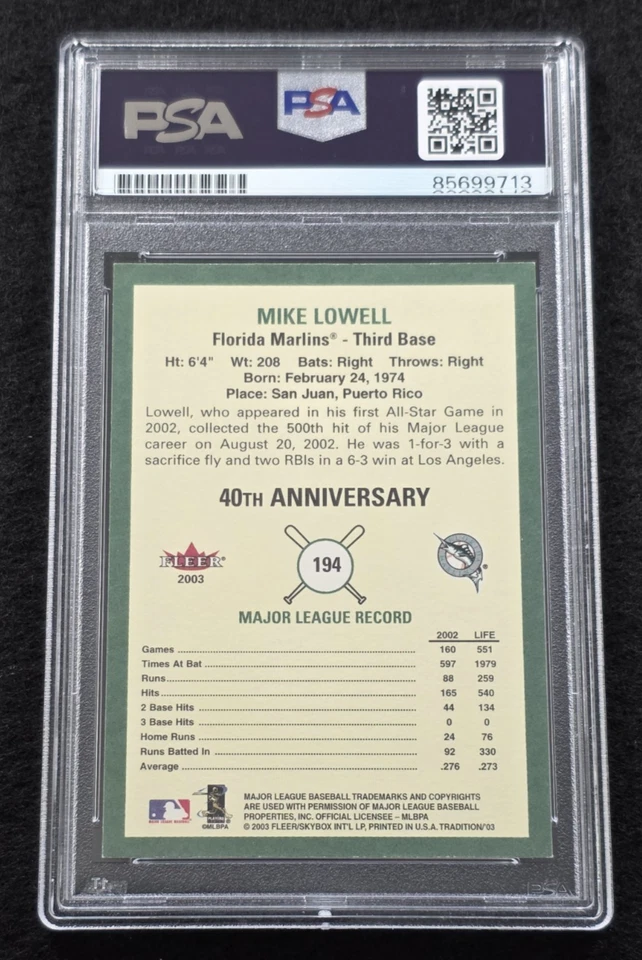 PSA
PSA
85699713
MIKE LOWELL
Florida Marlins® - Third Base
Ht: 6'4" Wt: 208 Bats: Right Throws: Right
Born: February 24, 1974
Place: San Juan, Puerto Rico
Lowell, who appeared in his first All-Star Game in
2002, collected the 500th hit of his Major League
career on August 20, 2002. He was 1-for-3 with a
sacrifice fly and two RBIs in a 6-3 win at Los Angeles.
40TH ANNIVERSARY
FLEER®
2003
194
MAJOR LEAGUE RECORD
2002 LIFE
Games 160 551
Times At Bat 597 1979
Runs 88 259
Hits 165 540
2 Base Hits 44 134
3 Base Hits 0 0
Home Runs 24 76
Runs Batted In 92 330
Average .276 .273
©MLBPA
MAJOR LEAGUE BASEBALL TRADEMARKS AND COPYRIGHTS
ARE USED WITH PERMISSION OF MAJOR LEAGUE BASEBALL
PROPERTIES, INC. OFFICIAL LICENSEE – MLBPA
© 2003 FLEER/SKYBOX INT'L LP, PRINTED IN U.S.A. TRADITION/'03
PSA